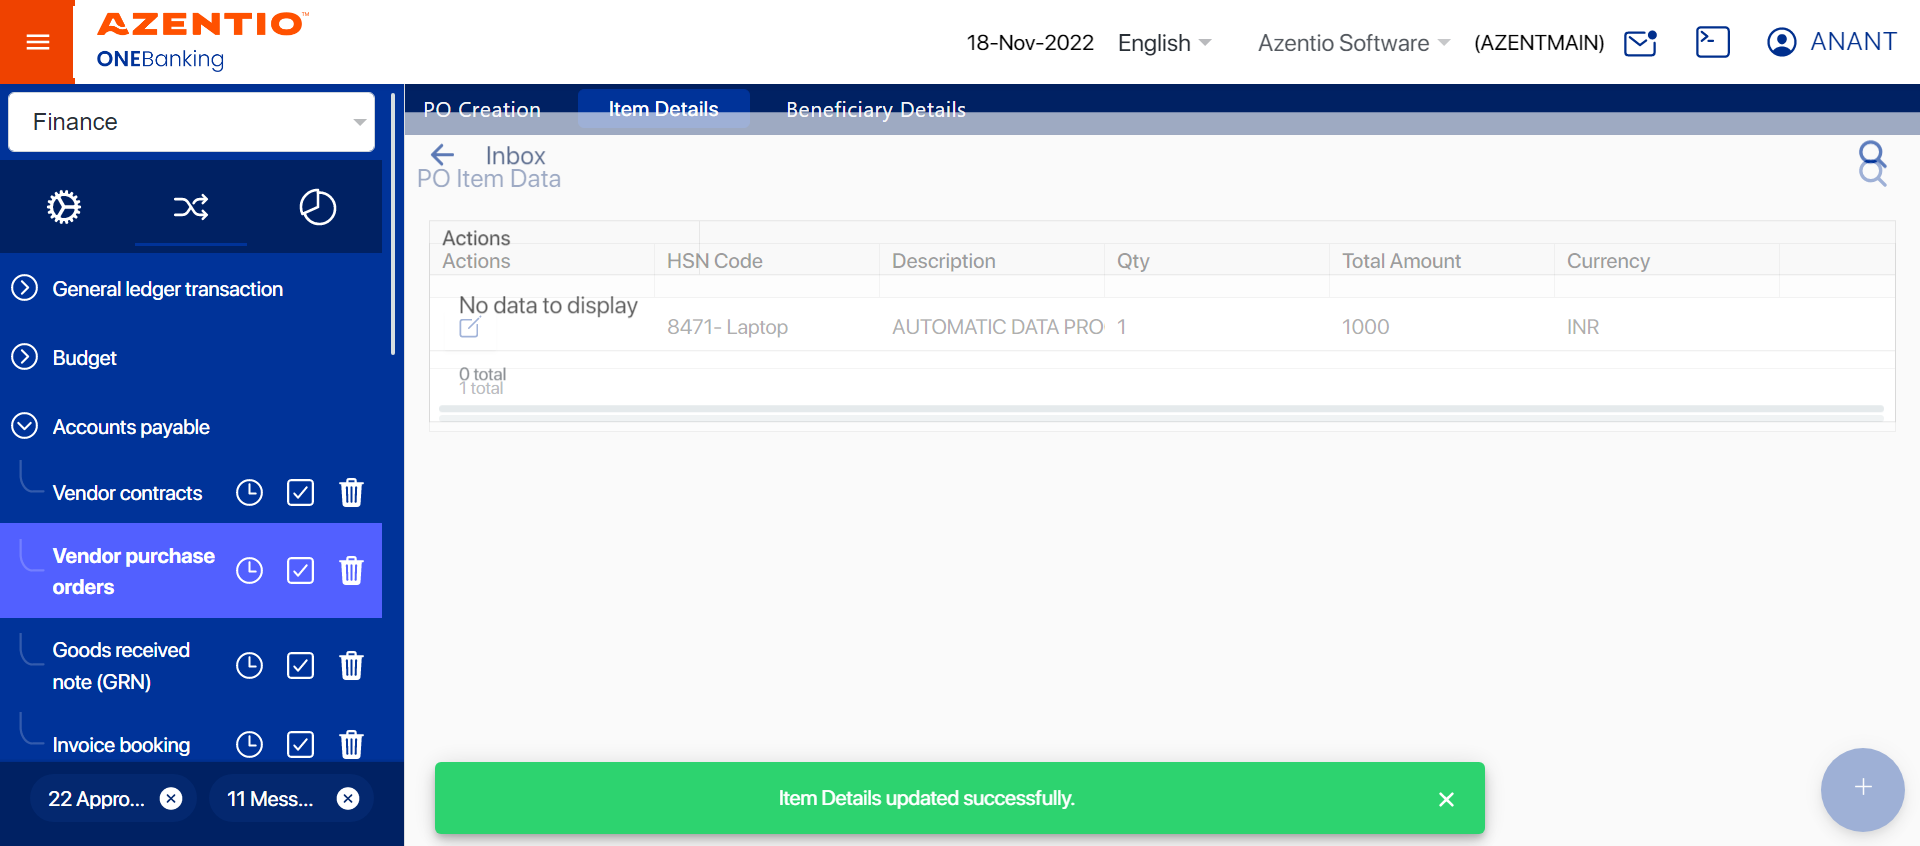 AZENTIO™
ONEBanking
18-Nov-2022
English
Azentio Software
(AZENTMAIN)
ANANT
Finance
General ledger transaction
Budget
Accounts payable
Vendor contracts
Vendor purchase
orders
Goods received
note (GRN)
Invoice booking
22 Appro...
11 Mess...
PO Creation
Item Details
Beneficiary Details
Inbox
PO Item Data
Actions
Actions
HSN Code
Description
Qty
Total Amount
Currency
No data to display
8471- Laptop
AUTOMATIC DATA PRO
1
1000
INR
0 total
1 total
Item Details updated successfully.